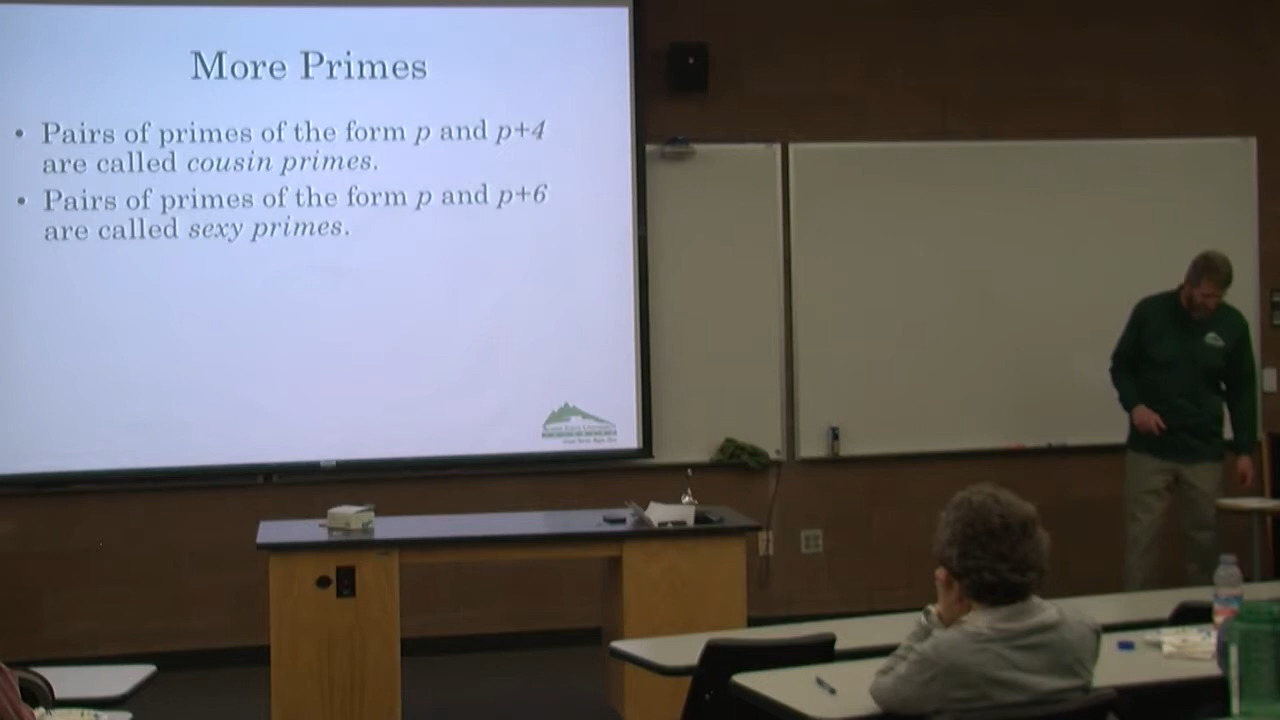 More Primes
• Pairs of primes of the form p and p+4
are called cousin primes.
• Pairs of primes of the form p and p+6
are called sexy primes.